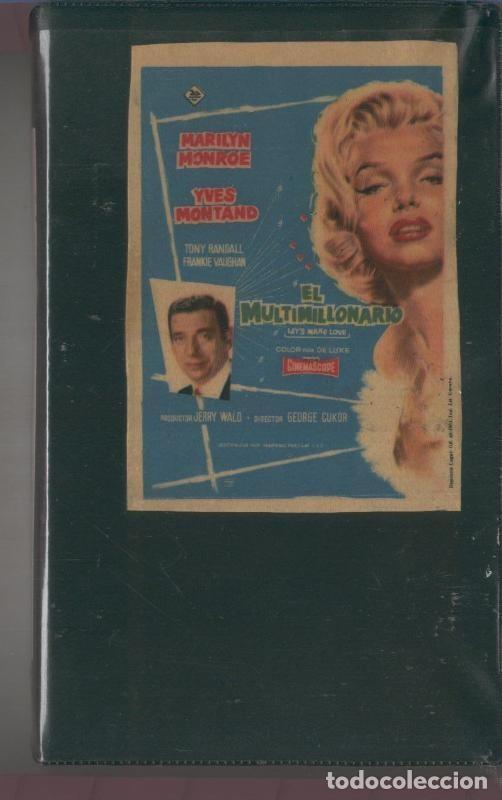 MARILYN
MONROE
YVES
MONTAND
TONY RANDALL
FRANKIE VAUGHAN
EL
MULTIMILLONARIO
(LET'S MAKE LOVE)
COLOR POR DE LUXE
CINEMASCOPE
PRODUCTOR JERRY WALD • DIRECTOR GEORGE CUKOR
todocoleccion